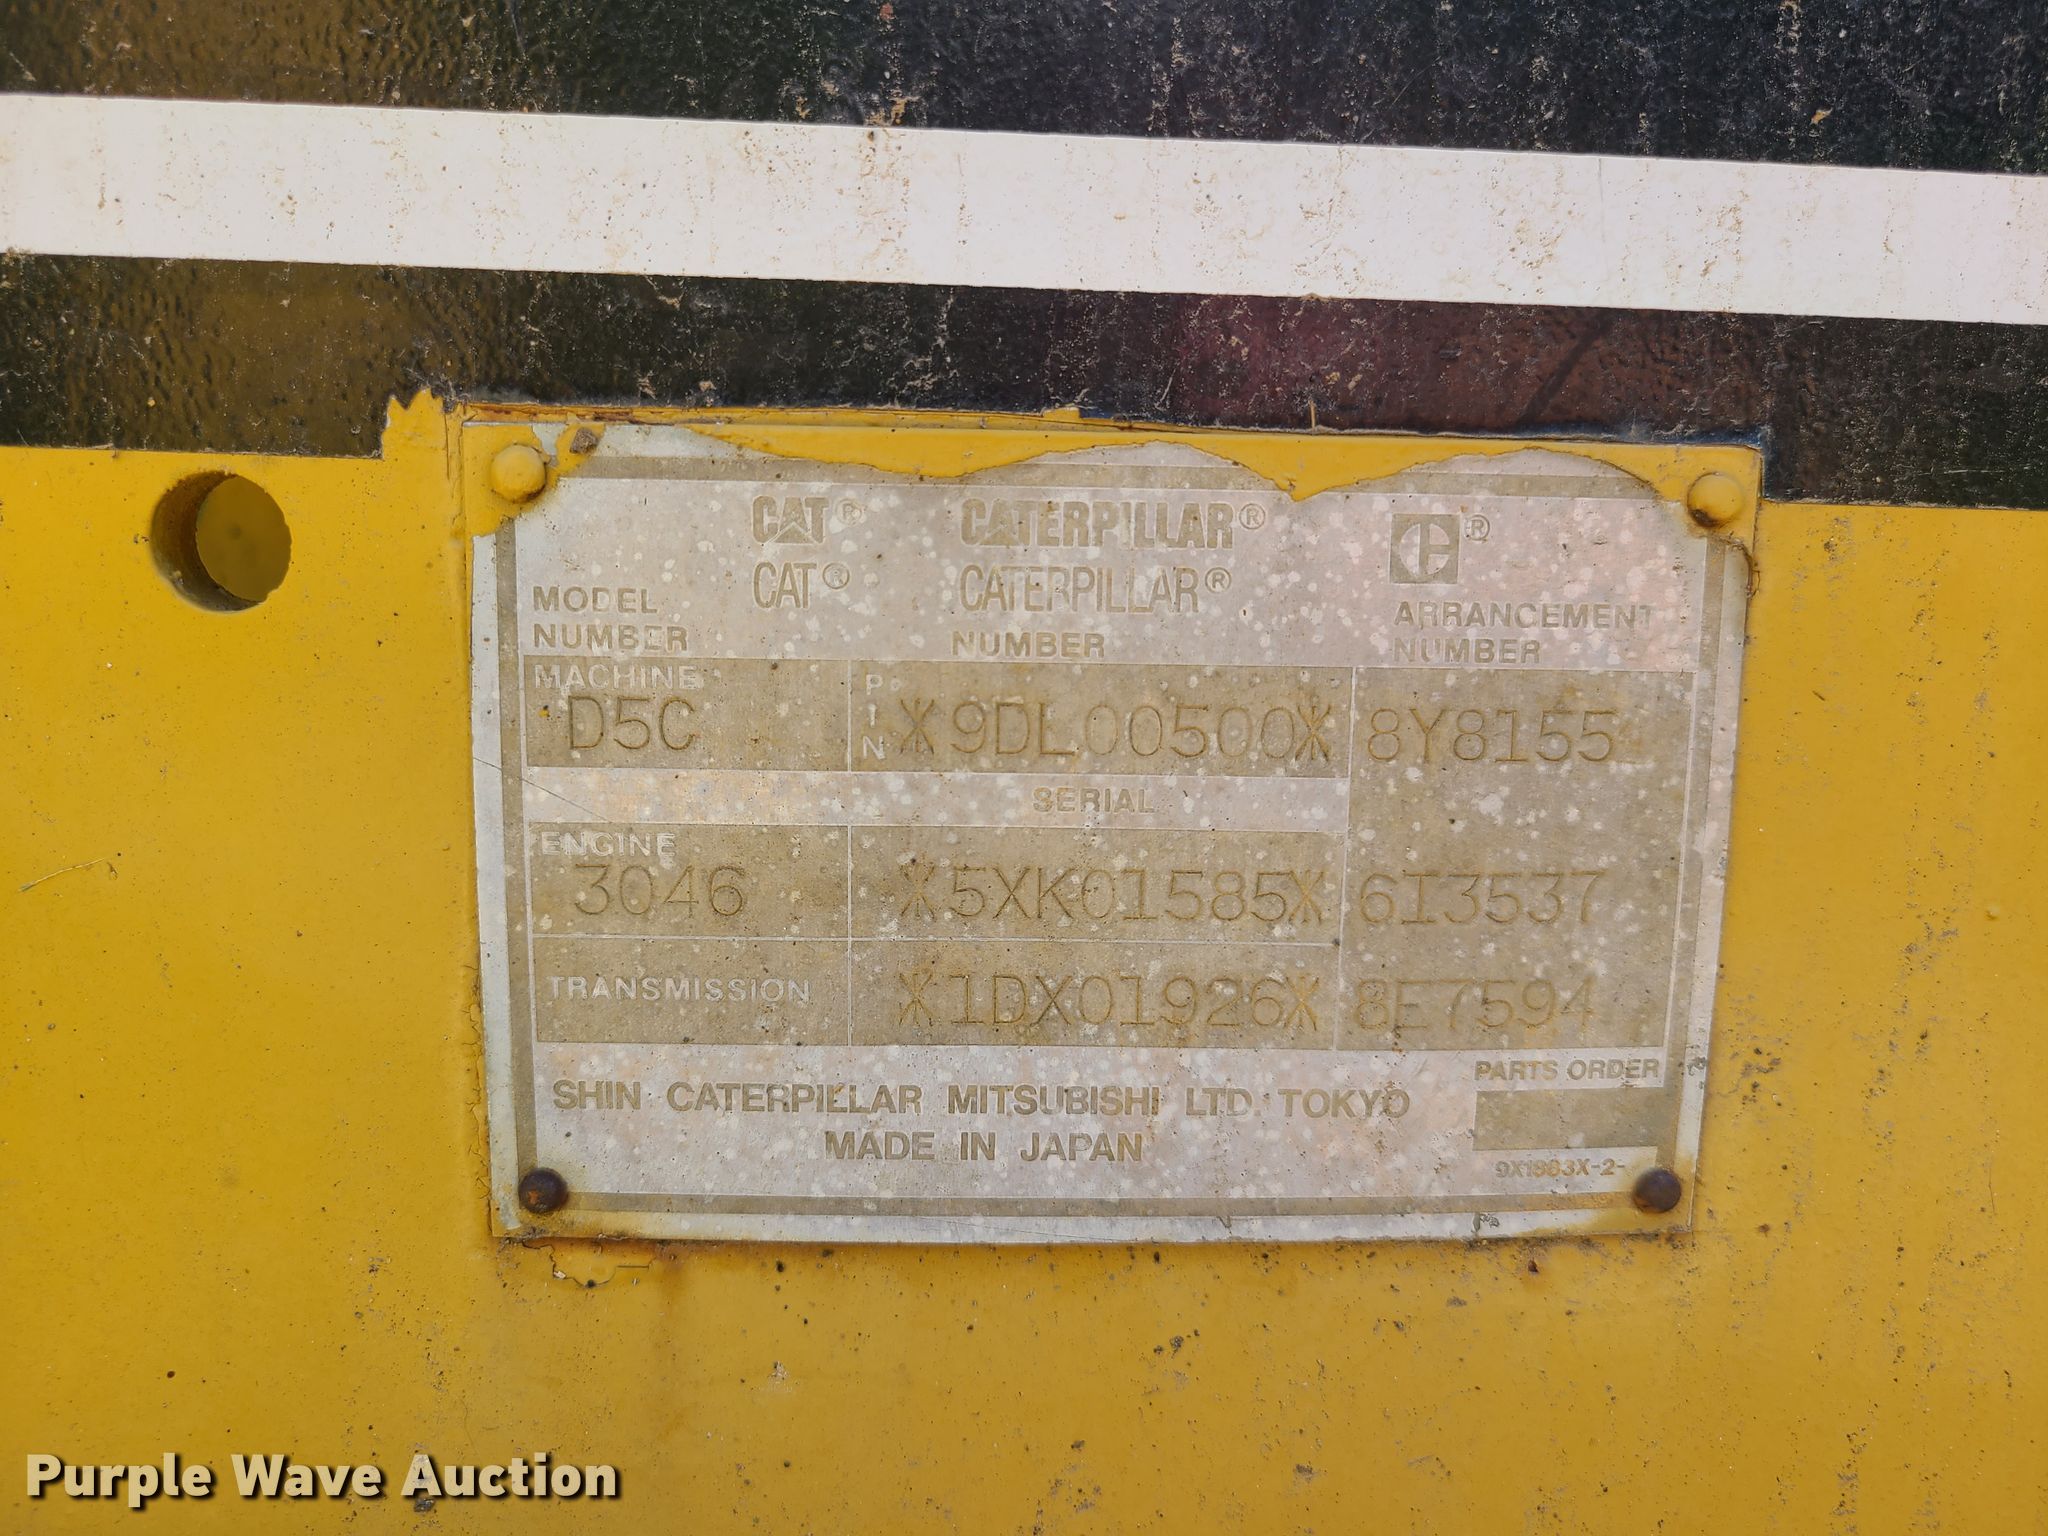 CAT® CATERPILLAR® ®
CAT® CATERPILLAR®
MODEL NUMBER
NUMBER
ARRANGEMENT NUMBER
MACHINE
D5C
PIN
*9DL00500*
8Y8155
SERIAL
ENGINE
3046
*5XK01585*
6I3537
TRANSMISSION
*1DX01926*
8E7594
SHIN CATERPILLAR MITSUBISHI LTD. TOKYO
MADE IN JAPAN
PARTS ORDER
Purple Wave Auction